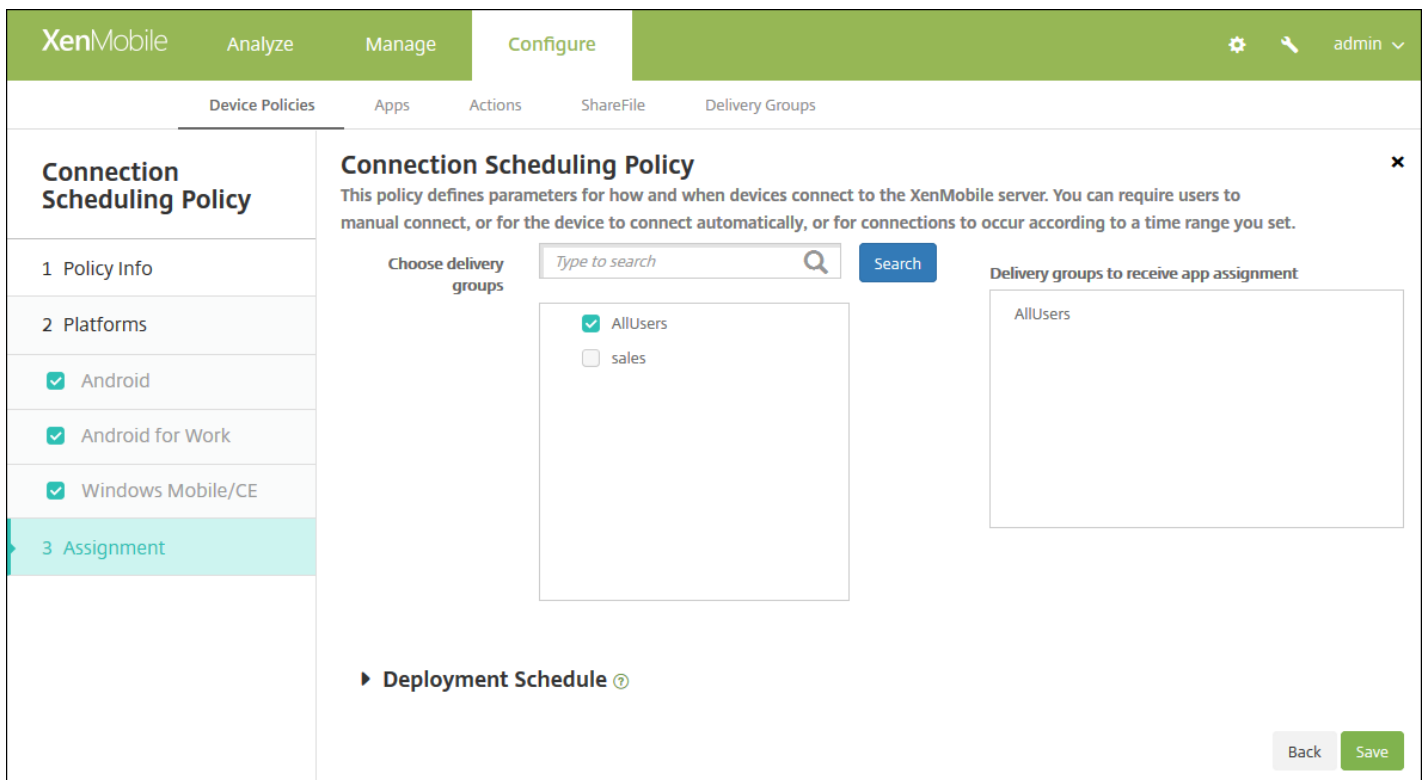 XenMobile Analyze Manage Configure admin
Device Policies Apps Actions ShareFile Delivery Groups
Connection
Scheduling Policy
1 Policy Info
2 Platforms
Android
Android for Work
Windows Mobile/CE
3 Assignment
Connection Scheduling Policy
This policy defines parameters for how and when devices connect to the XenMobile server. You can require users to
manual connect, or for the device to connect automatically, or for connections to occur according to a time range you set.
Choose delivery
groups
Type to search
Search
AllUsers
sales
Delivery groups to receive app assignment
AllUsers
Deployment Schedule ?
Back Save